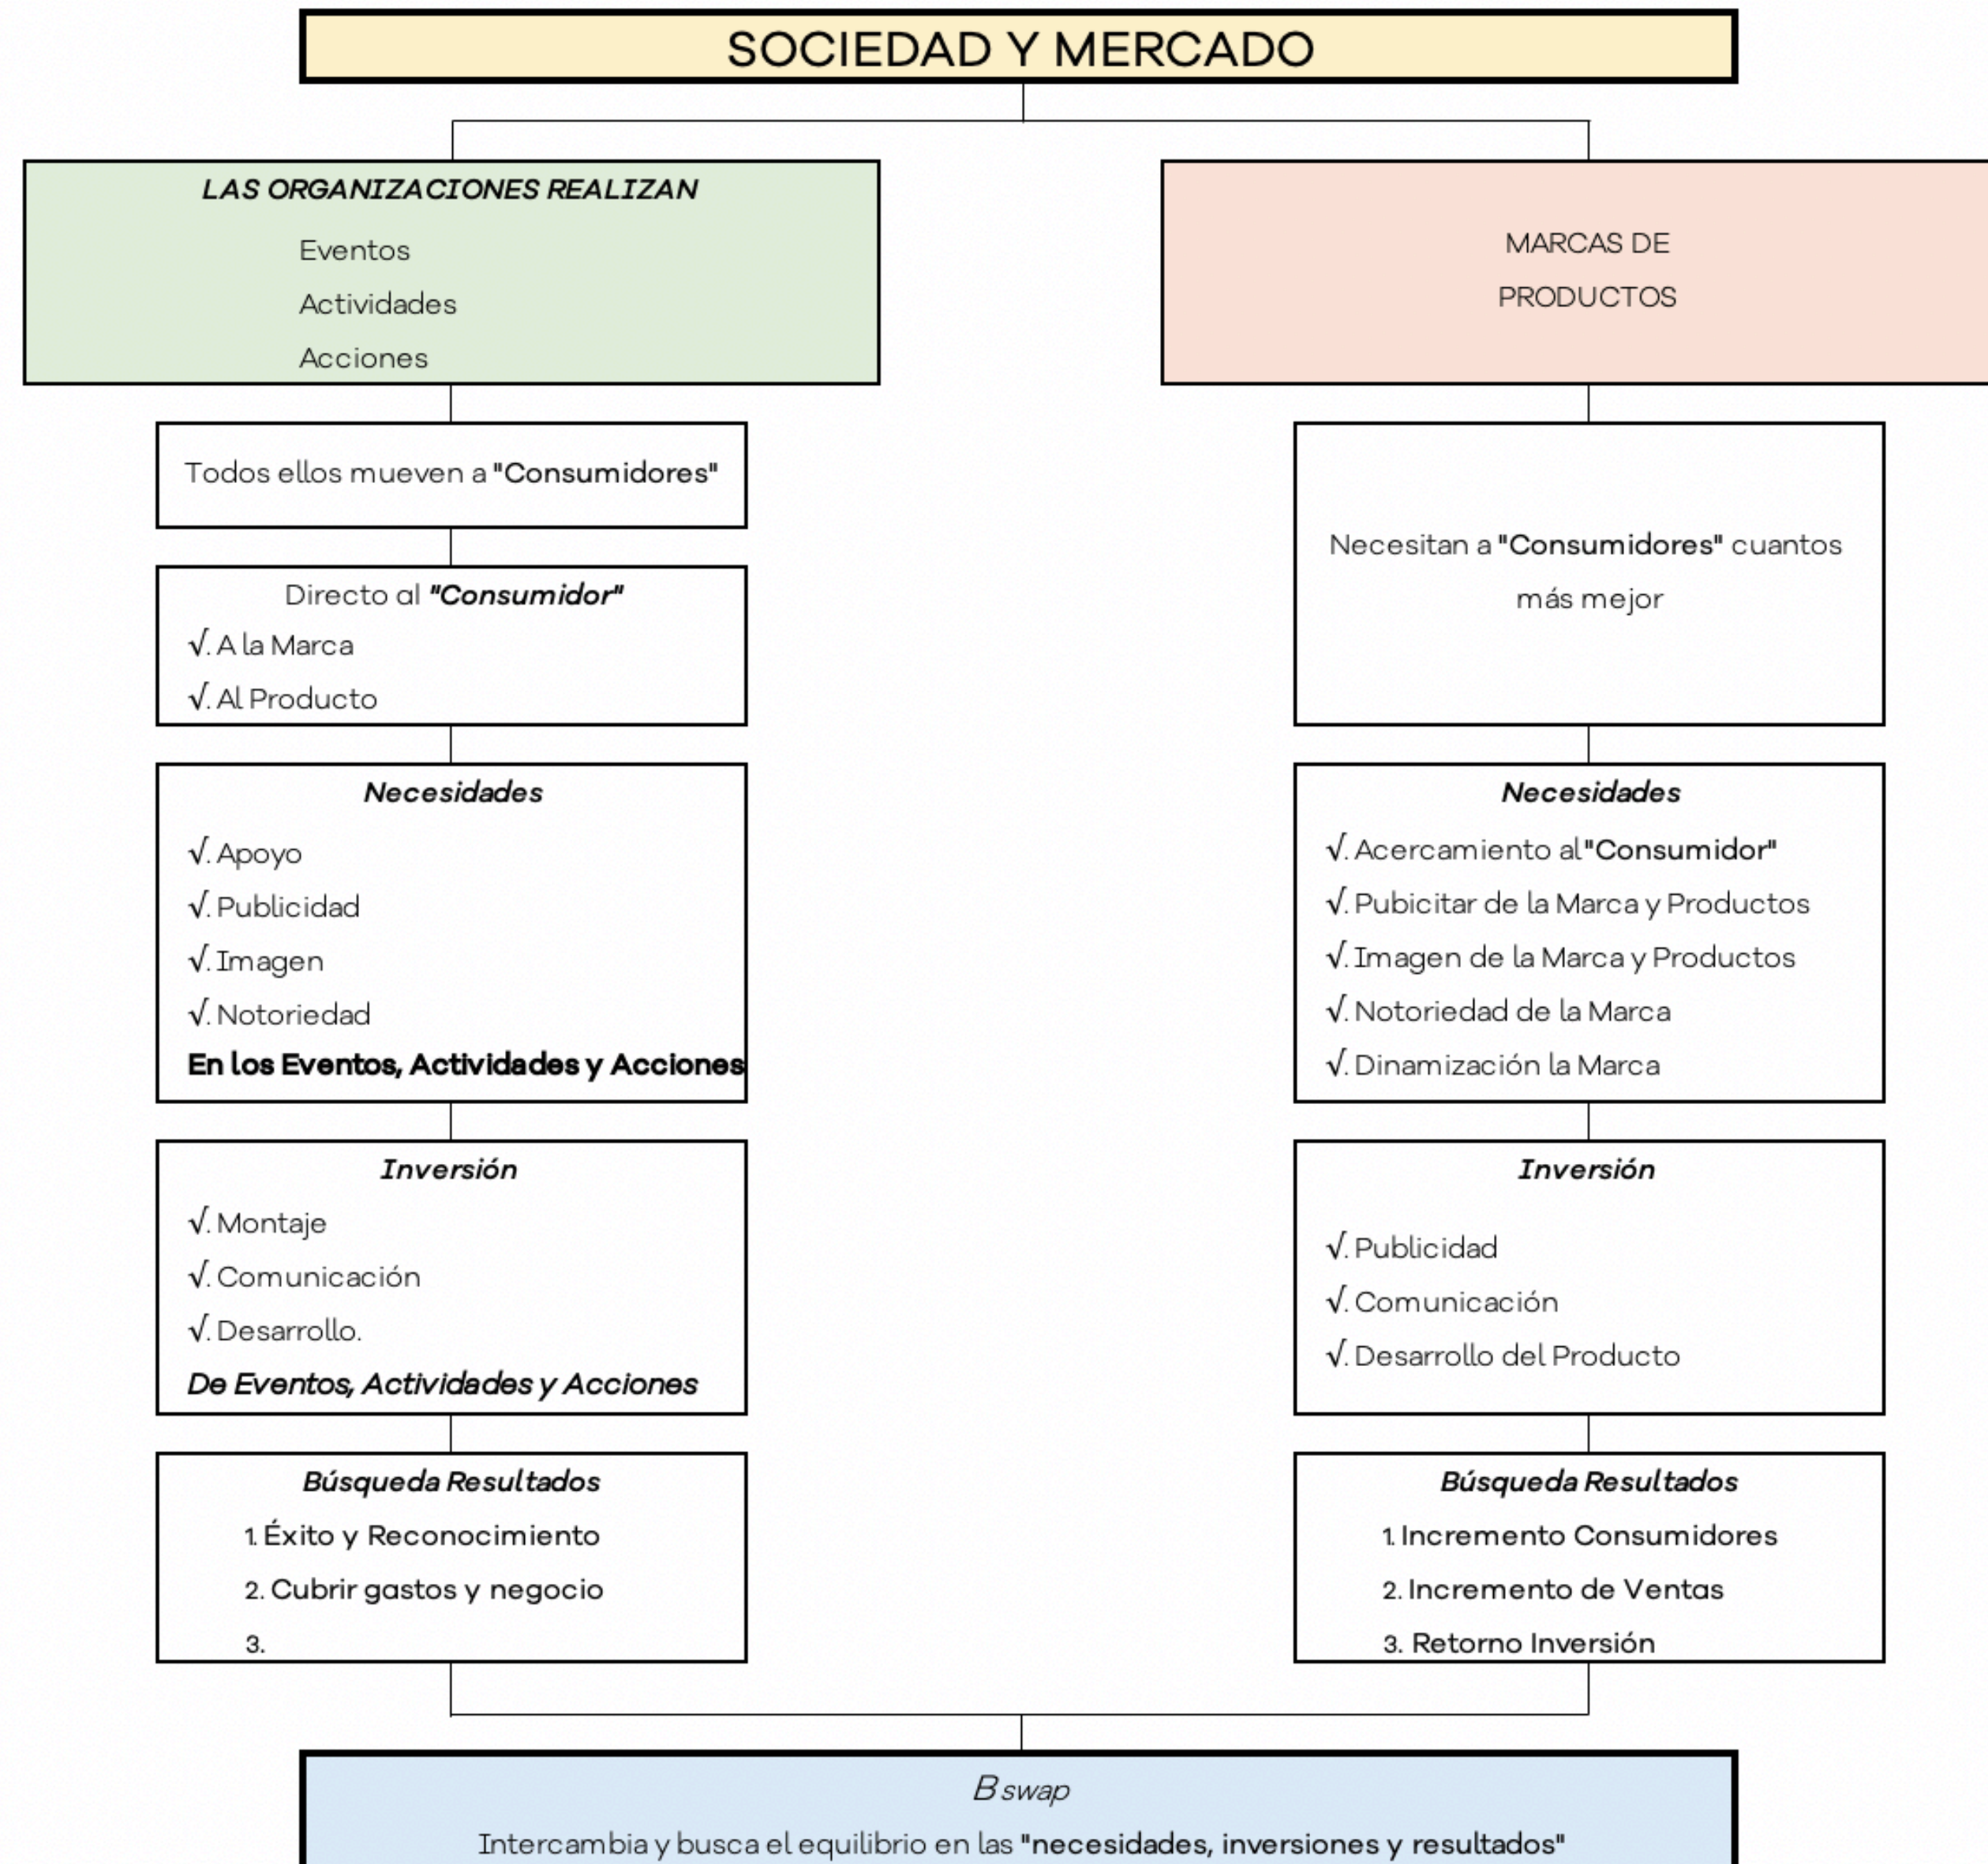 SOCIEDAD Y MERCADO
LAS ORGANIZACIONES REALIZAN
Eventos
Actividades
Acciones
Todos ellos mueven a "Consumidores"
Directo al "Consumidor"
√. A la Marca
√. Al Producto
Necesidades
√. Apoyo
√. Publicidad
√. Imagen
√. Notoriedad
En los Eventos, Actividades y Acciones
Inversión
√. Montaje
√. Comunicación
√. Desarrollo.
De Eventos, Actividades y Acciones
Búsqueda Resultados
1. Éxito y Reconocimiento
2. Cubrir gastos y negocio
3.
MARCAS DE
PRODUCTOS
Necesitan a "Consumidores" cuantos
más mejor
Necesidades
√. Acercamiento al "Consumidor"
√. Pubicitar de la Marca y Productos
√. Imagen de la Marca y Productos
√. Notoriedad de la Marca
√. Dinamización la Marca
Inversión
√. Publicidad
√. Comunicación
√. Desarrollo del Producto
Búsqueda Resultados
1. Incremento Consumidores
2. Incremento de Ventas
3. Retorno Inversión
B swap
Intercambia y busca el equilibrio en las "necesidades, inversiones y resultados"